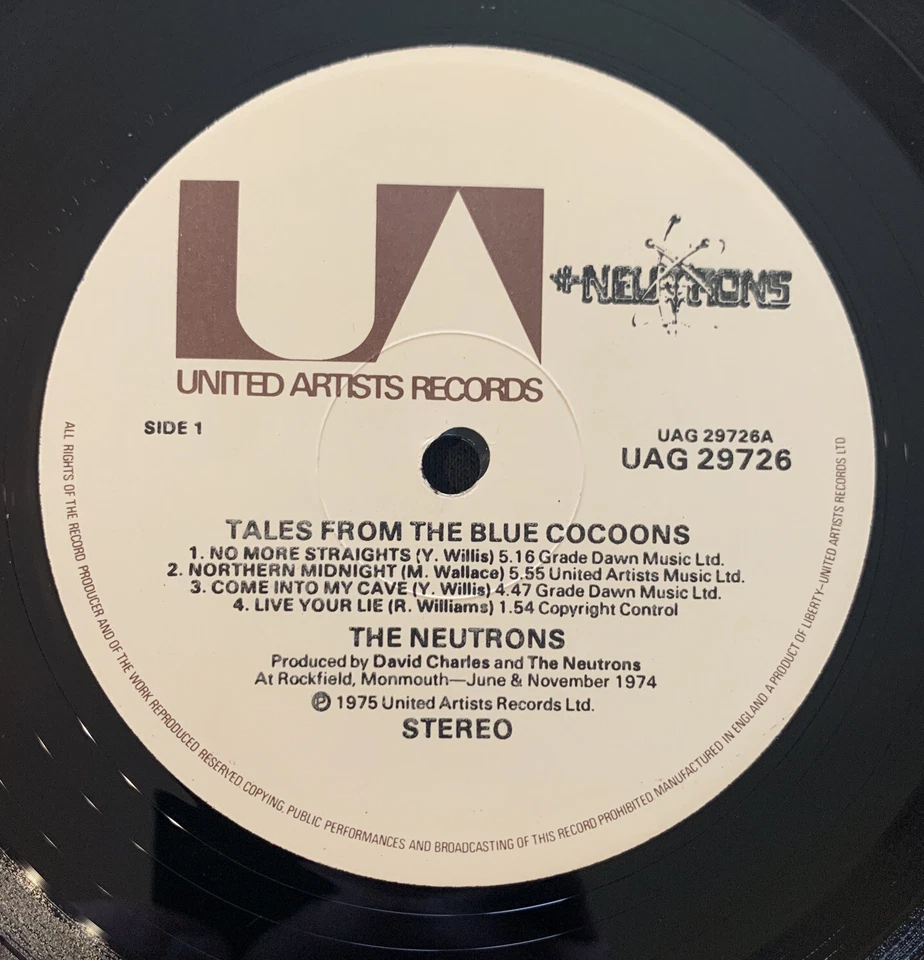 UA
#NEUTRONS
UNITED ARTISTS RECORDS
SIDE 1
UAG 29726A
UAG 29726
TALES FROM THE BLUE COCOONS
1. NO MORE STRAIGHTS (Y. Willis) 5.16 Grade Dawn Music Ltd.
2. NORTHERN MIDNIGHT (M. Wallace) 5.55 United Artists Music Ltd.
3. COME INTO MY CAVE (Y. Willis) 4.47 Grade Dawn Music Ltd.
4. LIVE YOUR LIE (R. Williams) 1.54 Copyright Control
THE NEUTRONS
Produced by David Charles and The Neutrons
At Rockfield, Monmouth—June & November 1974
℗ 1975 United Artists Records Ltd.
STEREO
ALL RIGHTS OF THE RECORD PRODUCER AND OF THE WORK REPRODUCED RESERVED. COPYING, PUBLIC PERFORMANCES AND BROADCASTING OF THIS RECORD PROHIBITED MANUFACTURED IN ENGLAND A PRODUCT OF LIBERTY–UNITED ARTISTS RECORDS LTD